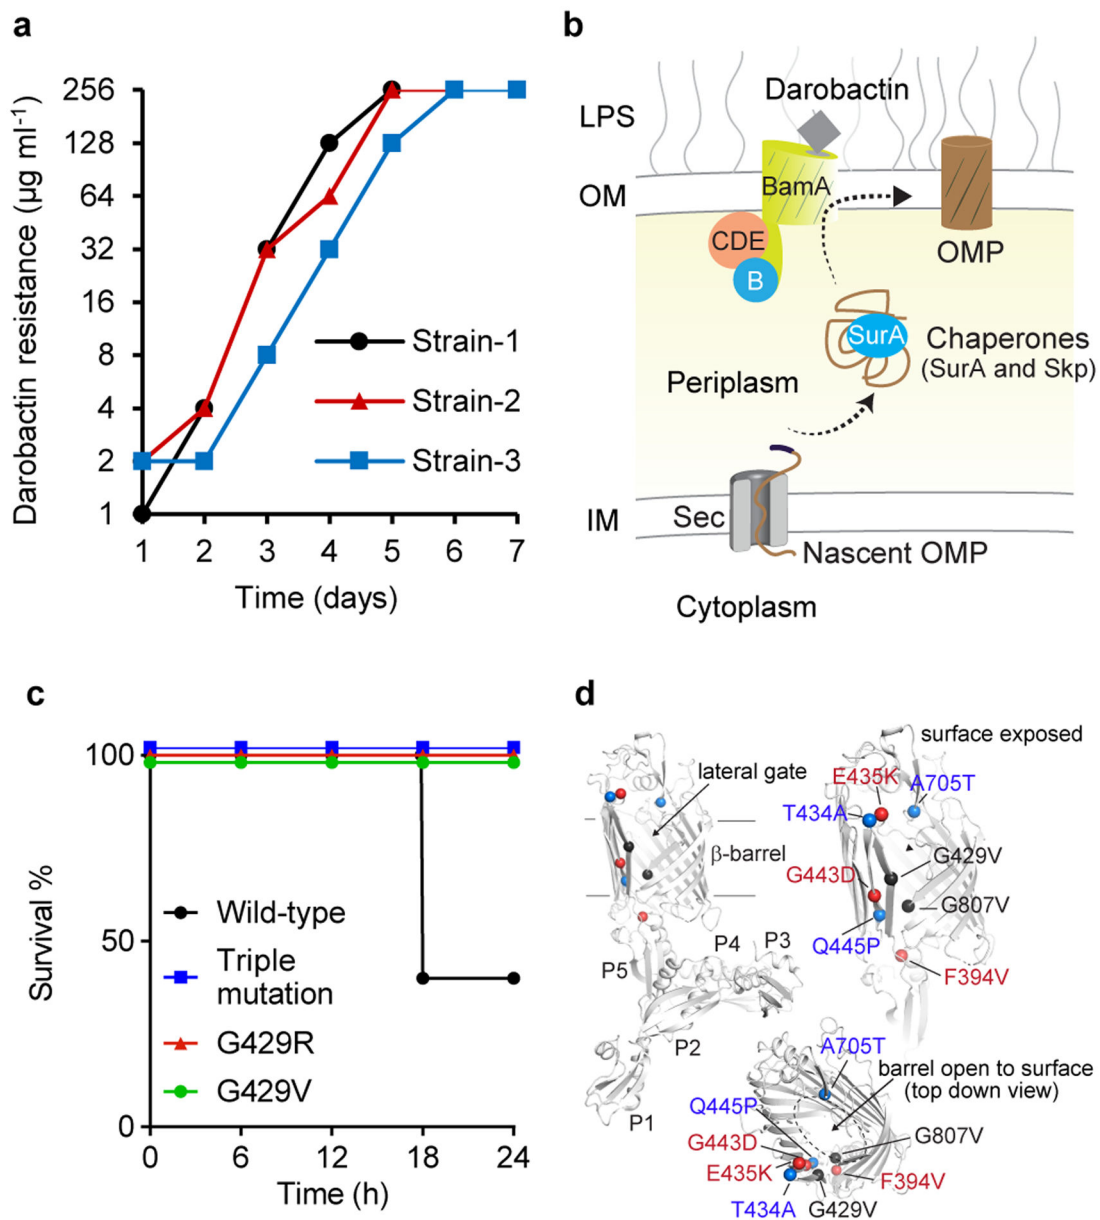 a
Darobactin resistance (µg ml⁻¹)
256
128
64
32
16
8
4
2
1
1 2 3 4 5 6 7
Time (days)
Strain-1
Strain-2
Strain-3
b
LPS
Darobactin
OM
BamA
CDE
B
OMP
SurA
Chaperones
(SurA and Skp)
Periplasm
IM
Sec
Nascent OMP
Cytoplasm
c
Survival %
100
50
0
0 6 12 18 24
Time (h)
Wild-type
Triple
mutation
G429R
G429V
d
lateral gate
β-barrel
P4 P3
P5
P2
P1
surface exposed
E435K
A705T
T434A
G429V
G443D
G807V
Q445P
F394V
A705T
barrel open to surface
(top down view)
Q445P
G443D
G807V
E435K
F394V
T434A
G429V